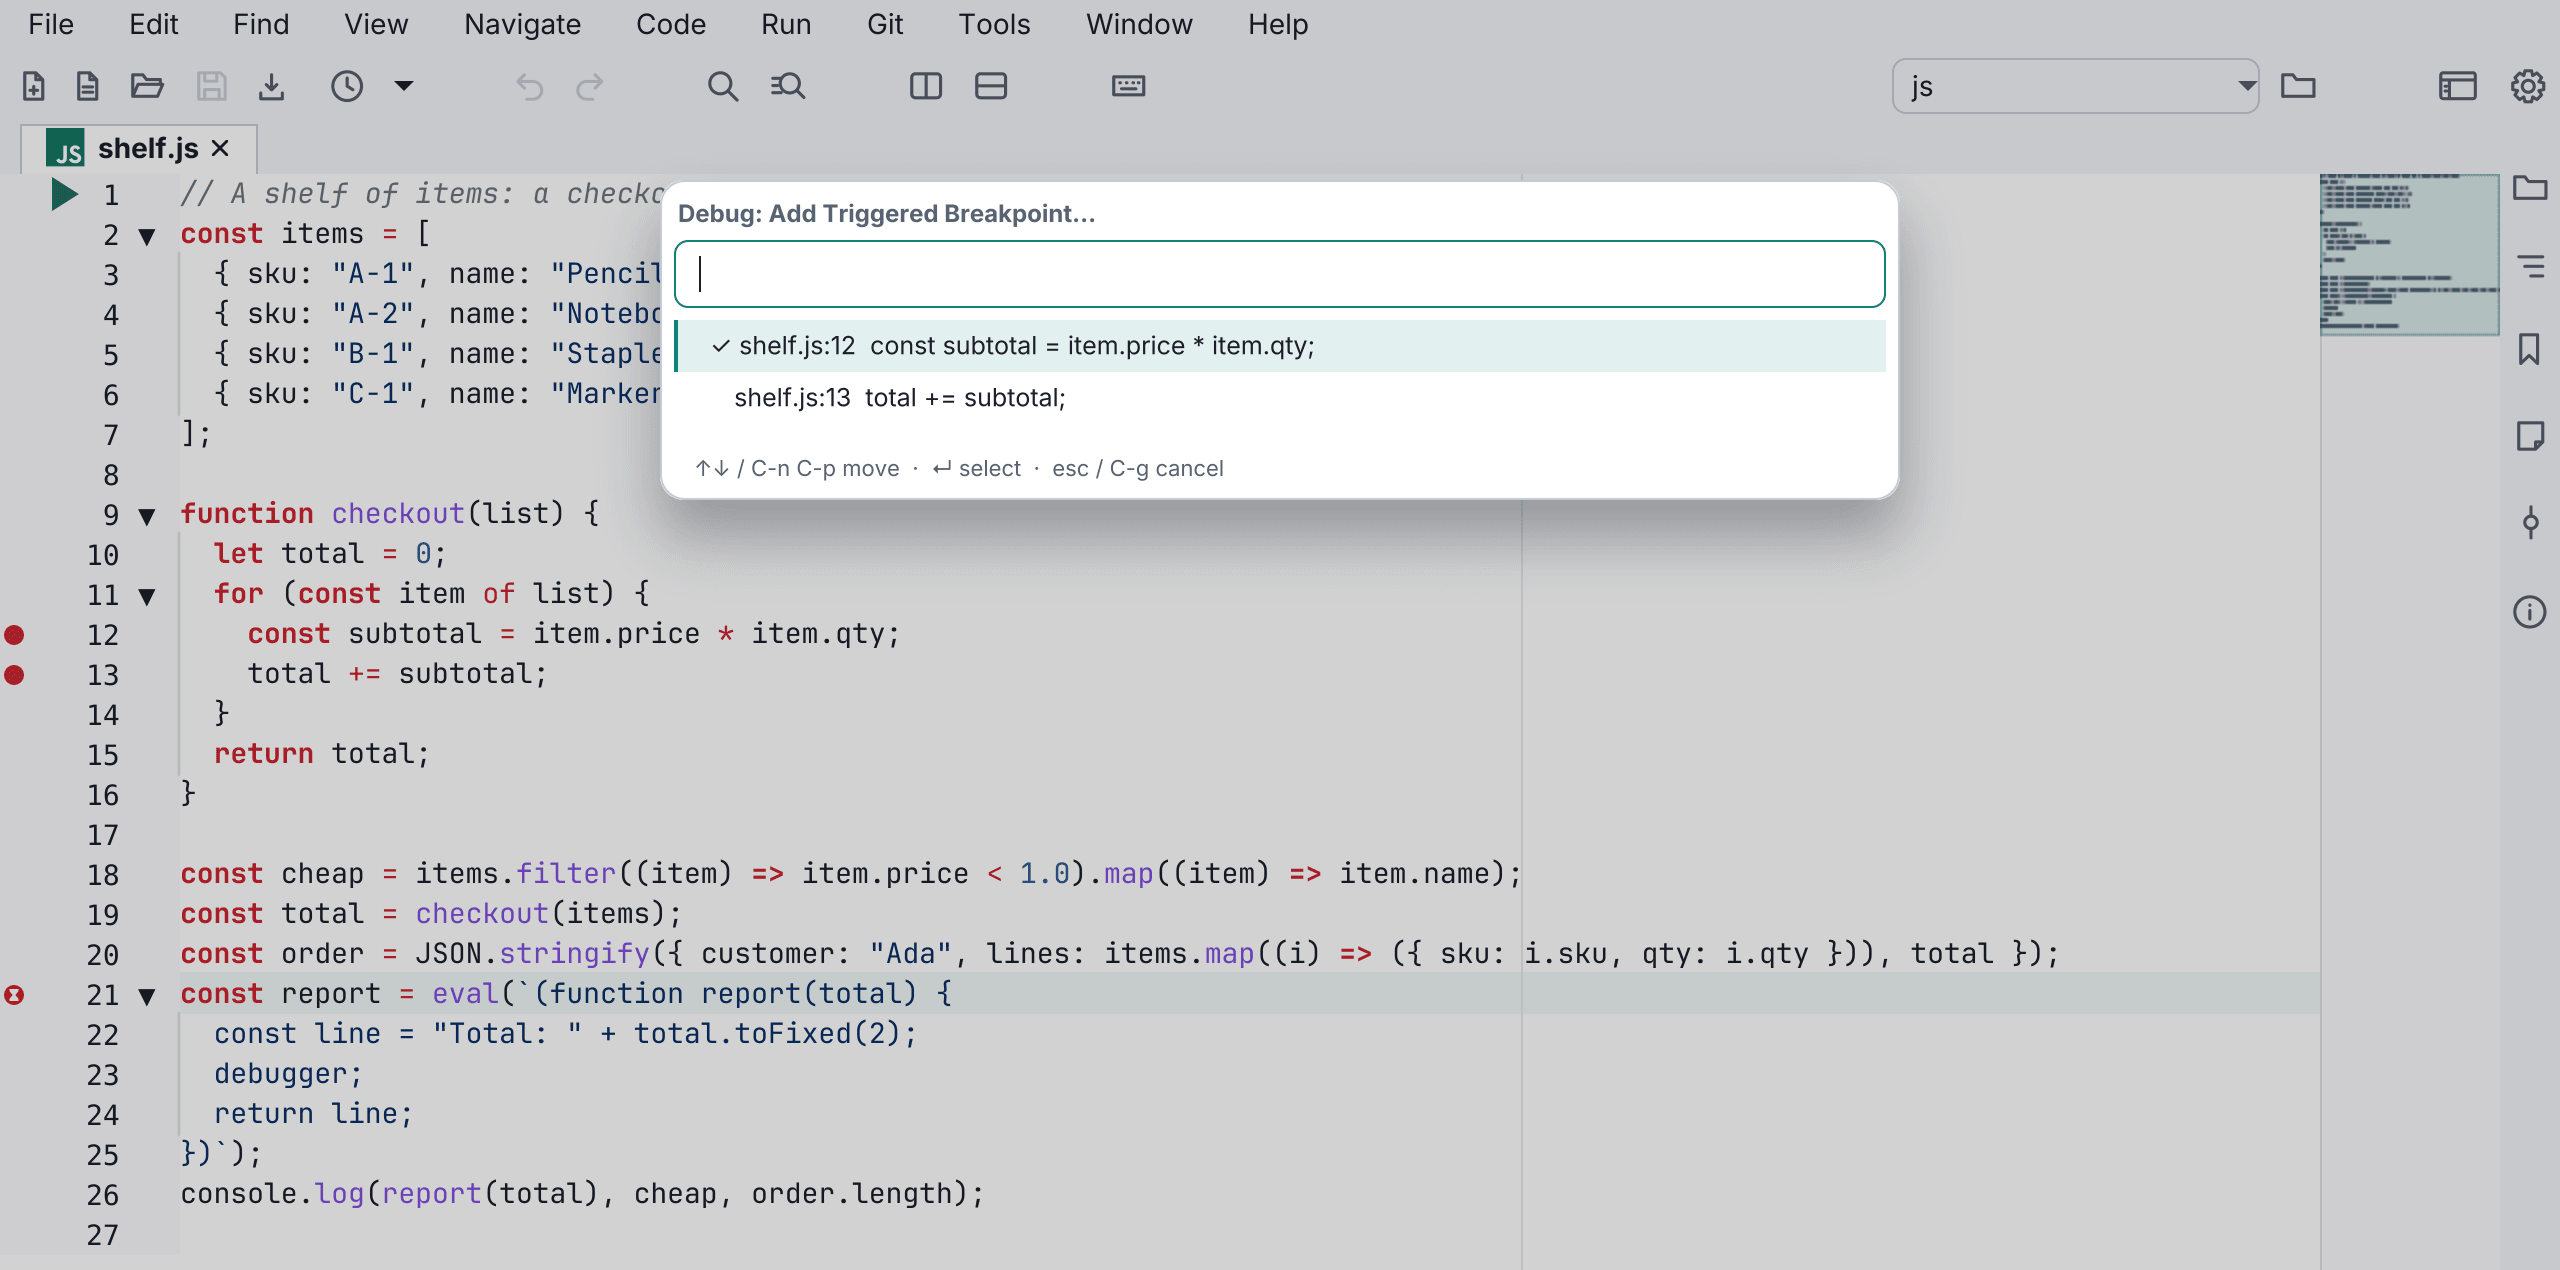 File Edit Find View Navigate Code Run Git Tools Window Help
js
JS shelf.js
Debug: Add Triggered Breakpoint...
✓ shelf.js:12 const subtotal = item.price * item.qty;
shelf.js:13 total += subtotal;
↑↓ / C-n C-p move · ↵ select · esc / C-g cancel
1 // A shelf of items: a
2 const items = [
3 { sku: "A-1", name: "Pencil
4 { sku: "A-2", name:
5 { sku: "B-1", name:
6 { sku: "C-1", name: "Marker
7 ];
8
9 function checkout(list) {
10 let total = 0;
11 for (const item of list) {
12 const subtotal = item.price * item.qty;
13 total += subtotal;
14 }
15 return total;
16 }
17
18 const cheap = items.filter((item) => item.price < 1.0).map((item) => item.name);
19 const total = checkout(items);
20 const order = JSON.stringify({ customer: "Ada", lines: items.map((i) => ({ sku: i.sku, qty: i.qty })), total });
21 const report = eval(`(function report(total) {
22 const line = "Total: " + total.toFixed(2);
23 debugger;
24 return line;
25 })`);
26 console.log(report(total), cheap, order.length);
27